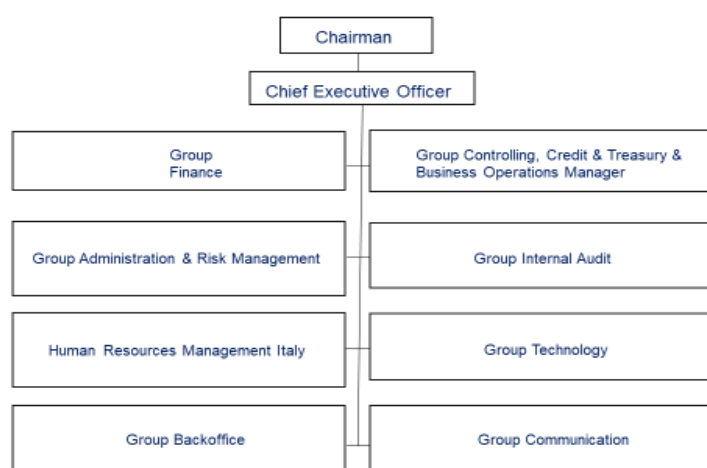 Chairman
Chief Executive Officer
Group
Finance
Group Controlling, Credit & Treasury &
Business Operations Manager
Group Administration & Risk Management
Group Internal Audit
Human Resources Management Italy
Group Technology
Group Backoffice
Group Communication